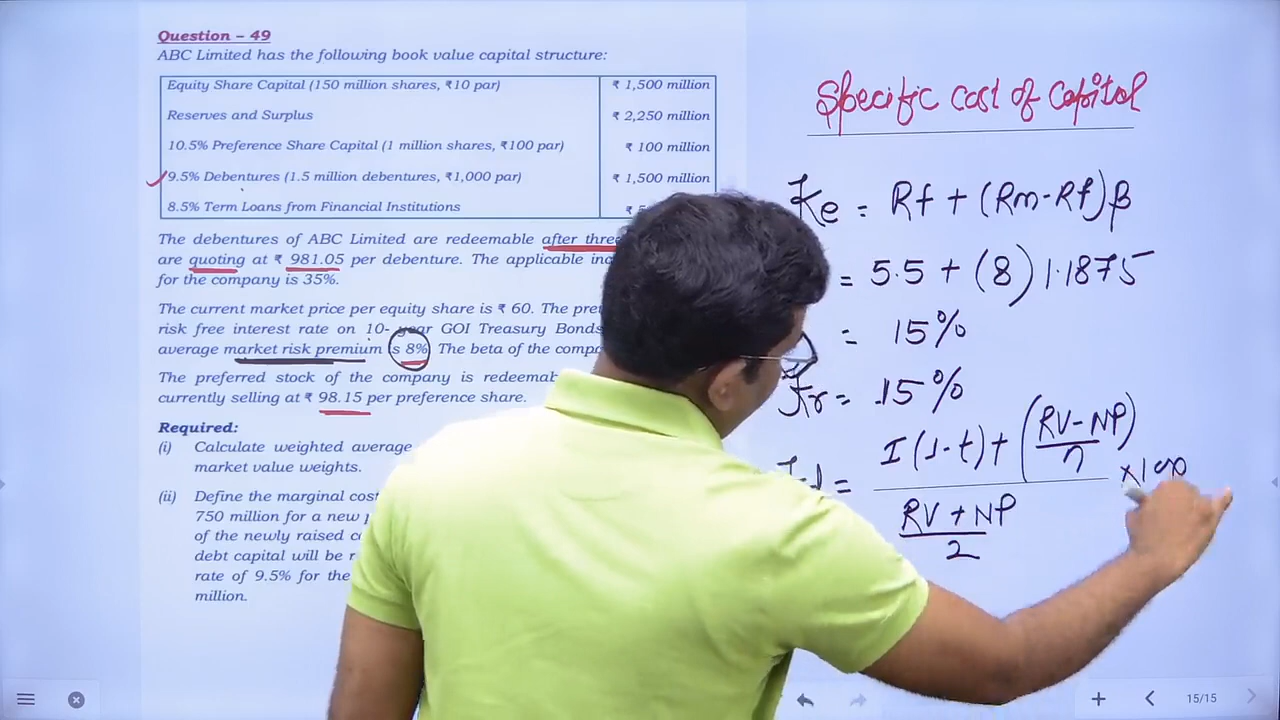 Question – 49
ABC Limited has the following book value capital structure:
Equity Share Capital (150 million shares, ₹10 par) ₹ 1,500 million
Reserves and Surplus ₹ 2,250 million
10.5% Preference Share Capital (1 million shares, ₹100 par) ₹ 100 million
9.5% Debentures (1.5 million debentures, ₹1,000 par) ₹ 1,500 million
8.5% Term Loans from Financial Institutions ₹
The debentures of ABC Limited are redeemable after three
are quoting at ₹ 981.05 per debenture. The applicable
for the company is 35%.
The current market price per equity share is ₹ 60. The
risk free interest rate on 10-year GOI Treasury Bonds
average market risk premium is 8%. The beta of the
The preferred stock of the company is
currently selling at ₹ 98.15 per preference share.
Required:
(i) Calculate weighted average
market value weights.
(ii) Define the marginal
750 million for a new
of the newly raised
debt capital will be
rate of 9.5% for the
million.
Specific cost of capital
Ke = Rf + (Rm-Rf)β
= 5.5 + (8) 1.1875
= 15%
Kr = 15%
= I(1-t) + (RV-NP)
n
x100
RV + NP
2
15/15